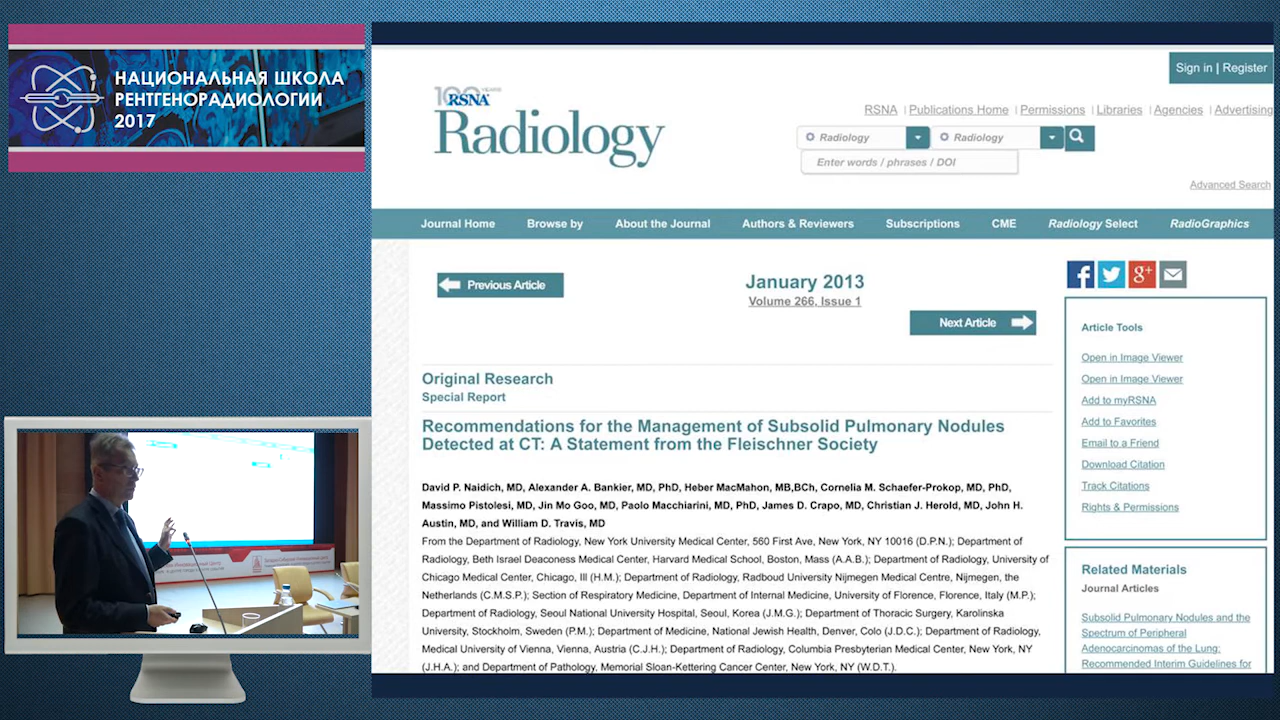 НАЦИОНАЛЬНАЯ ШКОЛА
РЕНТГЕНОРАДИОЛОГИИ
2017
Sign in | Register
100 YEARS
RSNA
Radiology
RSNA | Publications Home | Permissions | Libraries | Agencies | Advertising
Radiology
Radiology
Enter words / phrases / DOI
Advanced Search
Journal Home
Browse by
About the Journal
Authors & Reviewers
Subscriptions
CME
Radiology Select
RadioGraphics
Previous Article
January 2013
Volume 266, Issue 1
Next Article
Original Research
Special Report
Recommendations for the Management of Subsolid Pulmonary Nodules
Detected at CT: A Statement from the Fleischner Society
David P. Naidich, MD, Alexander A. Bankier, MD, PhD, Heber MacMahon, MB,BCh, Cornelia M. Schaefer-Prokop, MD, PhD,
Massimo Pistolesi, MD, Jin Mo Goo, MD, Paolo Macchiarini, MD, PhD, James D. Crapo, MD, Christian J. Herold, MD, John H.
Austin, MD, and William D. Travis, MD
From the Department of Radiology, New York University Medical Center, 560 First Ave, New York, NY 10016 (D.P.N.); Department of
Radiology, Beth Israel Deaconess Medical Center, Harvard Medical School, Boston, Mass (A.A.B.); Department of Radiology, University of
Chicago Medical Center, Chicago, Ill (H.M.); Department of Radiology, Radboud University Nijmegen Medical Centre, Nijmegen, the
Netherlands (C.M.S.P.); Section of Respiratory Medicine, Department of Internal Medicine, University of Florence, Florence, Italy (M.P.);
Department of Radiology, Seoul National University Hospital, Seoul, Korea (J.M.G.); Department of Thoracic Surgery, Karolinska
University, Stockholm, Sweden (P.M.); Department of Medicine, National Jewish Health, Denver, Colo (J.D.C.); Department of Radiology,
Medical University of Vienna, Vienna, Austria (C.J.H.); Department of Radiology, Columbia Presbyterian Medical Center, New York, NY
(J.H.A.); and Department of Pathology, Memorial Sloan-Kettering Cancer Center, New York, NY (W.D.T.).
Article Tools
Open in Image Viewer
Open in Image Viewer
Add to myRSNA
Add to Favorites
Email to a Friend
Download Citation
Track Citations
Rights & Permissions
Related Materials
Journal Articles
Subsolid Pulmonary Nodules and the
Spectrum of Peripheral
Adenocarcinomas of the Lung:
Recommended Interim Guidelines for